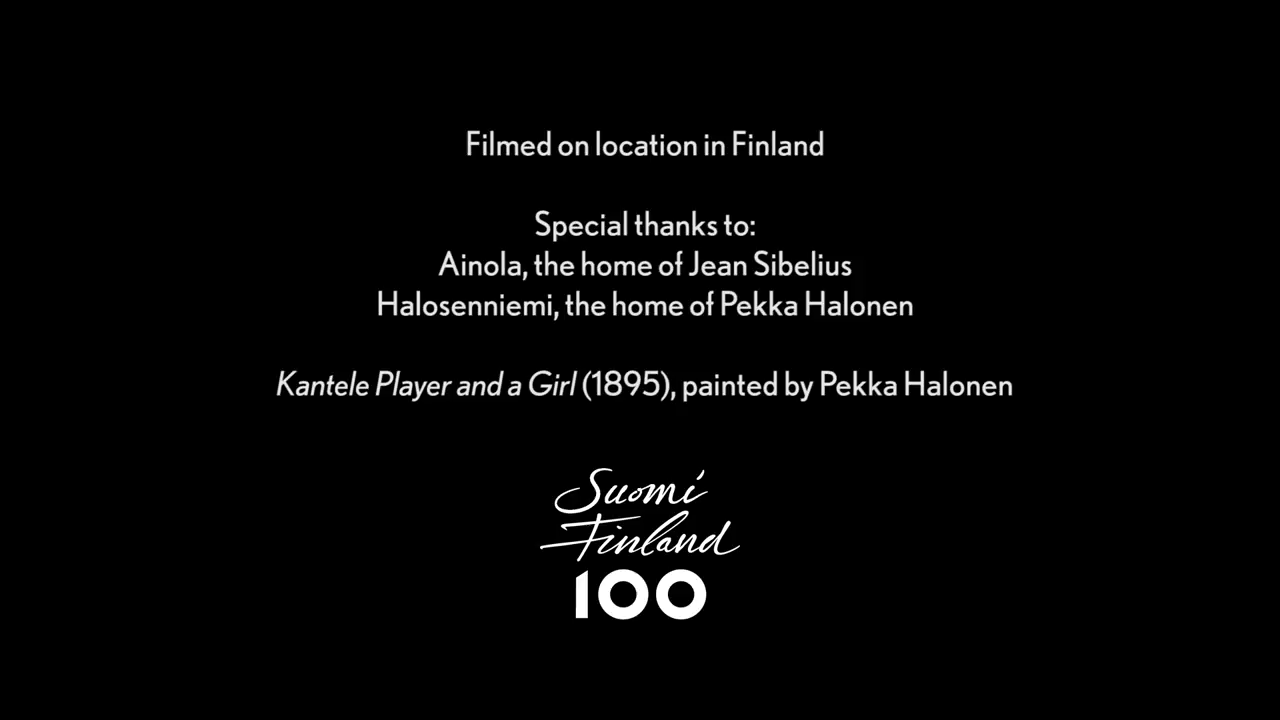 Filmed on location in Finland
Special thanks to:
Ainola, the home of Jean Sibelius
Halosenniemi, the home of Pekka Halonen
Kantele Player and a Girl (1895), painted by Pekka Halonen
Suomi
Finland
100